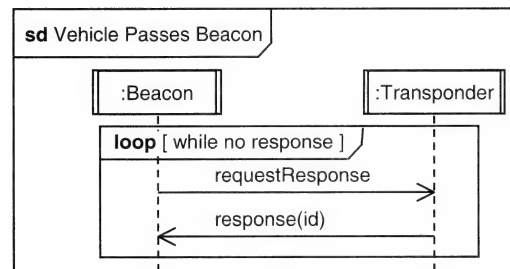 sd Vehicle Passes Beacon
:Beacon
:Transponder
loop [ while no response ]
requestResponse
response(id)